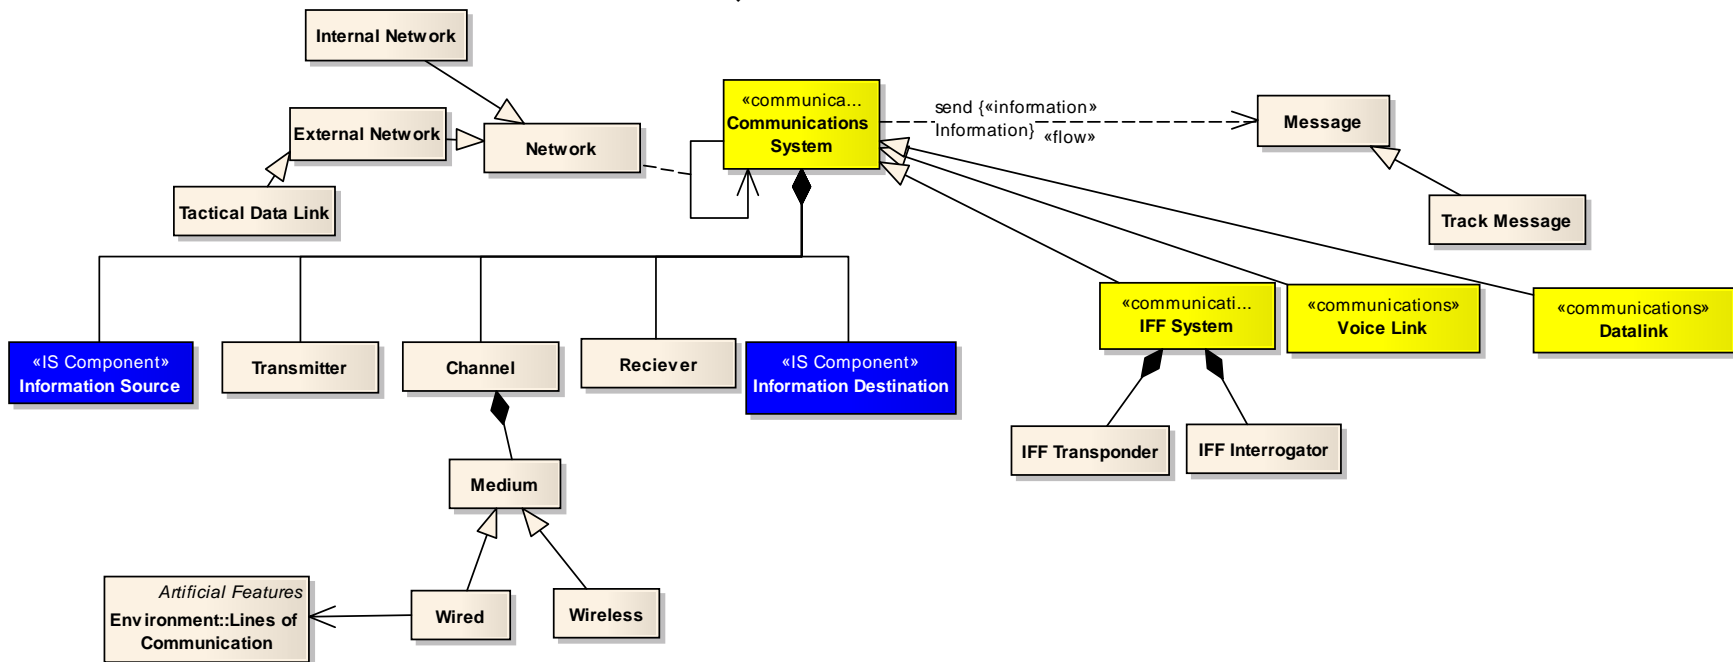 Internal Network
«communica...
Communications
System
send {«information»
Information}
«flow»
Message
External Network
Network
Tactical Data Link
Track Message
«communicati...
IFF System
«communications»
Voice Link
«communications»
Datalink
«IS Component»
Information Source
Transmitter
Channel
Reciever
«IS Component»
Information Destination
IFF Transponder
IFF Interrogator
Medium
Artificial Features
Environment::Lines of
Communication
Wired
Wireless